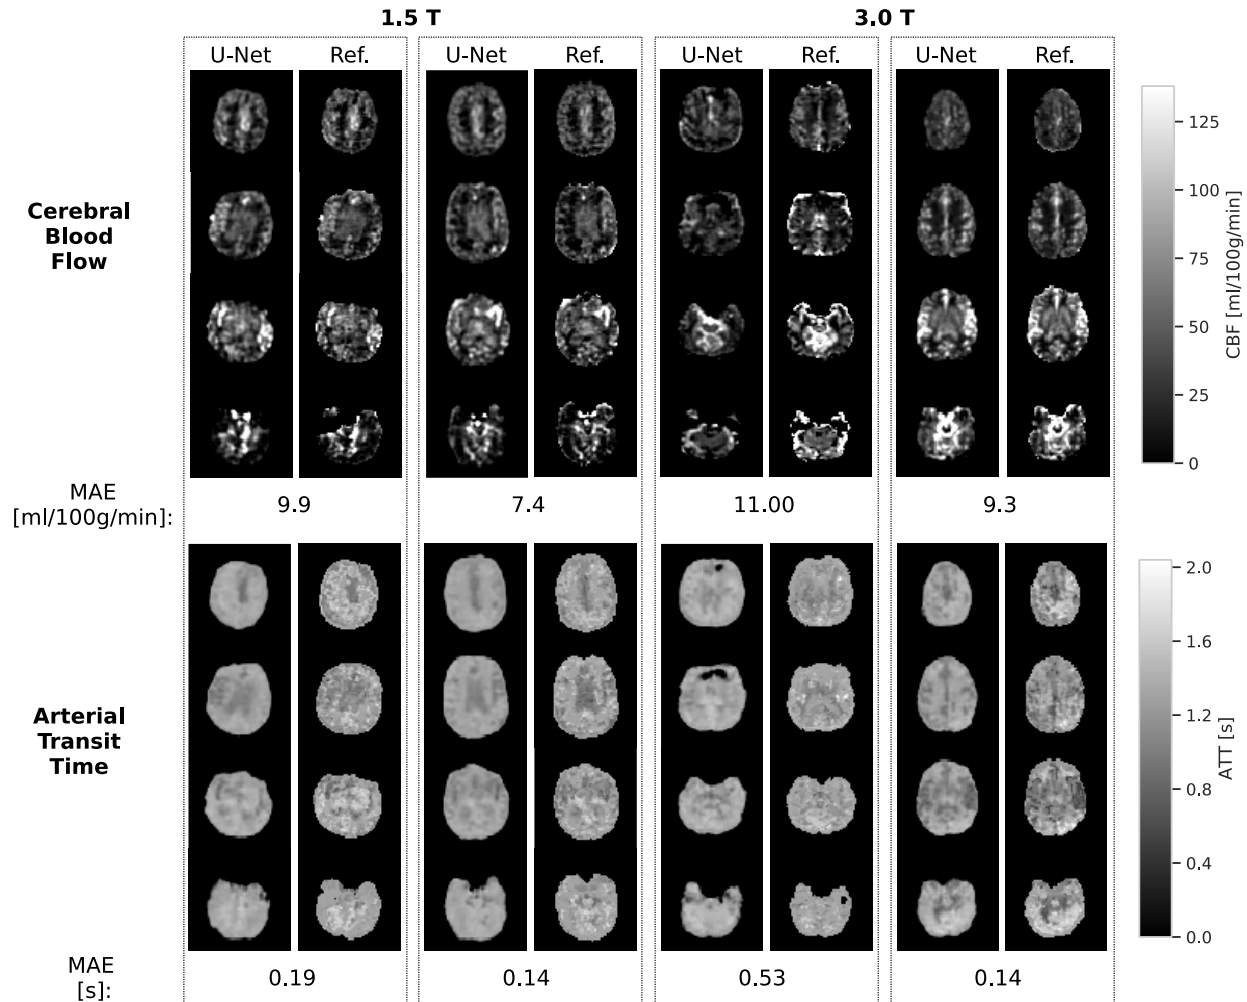 1.5 T
3.0 T
U-Net
Ref.
U-Net
Ref.
U-Net
Ref.
U-Net
Ref.
Cerebral
Blood
Flow
125
100
75
50
25
0
CBF [ml/100g/min]
MAE
[ml/100g/min]:
9.9
7.4
11.00
9.3
Arterial
Transit
Time
2.0
1.6
1.2
0.8
0.4
0.0
ATT [s]
MAE
[s]:
0.19
0.14
0.53
0.14